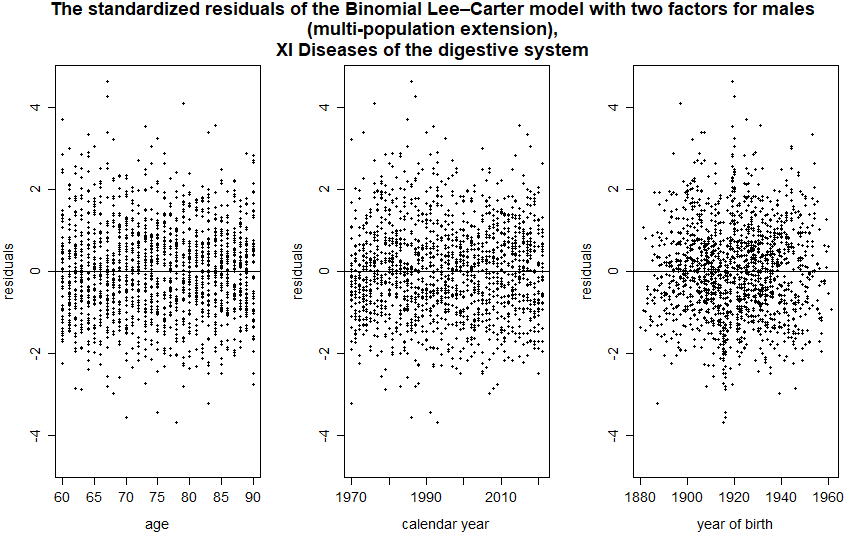 The standardized residuals of the Binomial Lee–Carter model with two factors for males
(multi-population extension),
XI Diseases of the digestive system
residuals
4
2
0
-2
-4
60 65 70 75 80 85 90
age
residuals
4
2
0
-2
-4
1970 1990 2010
calendar year
residuals
4
2
0
-2
-4
1880 1900 1920 1940 1960
year of birth